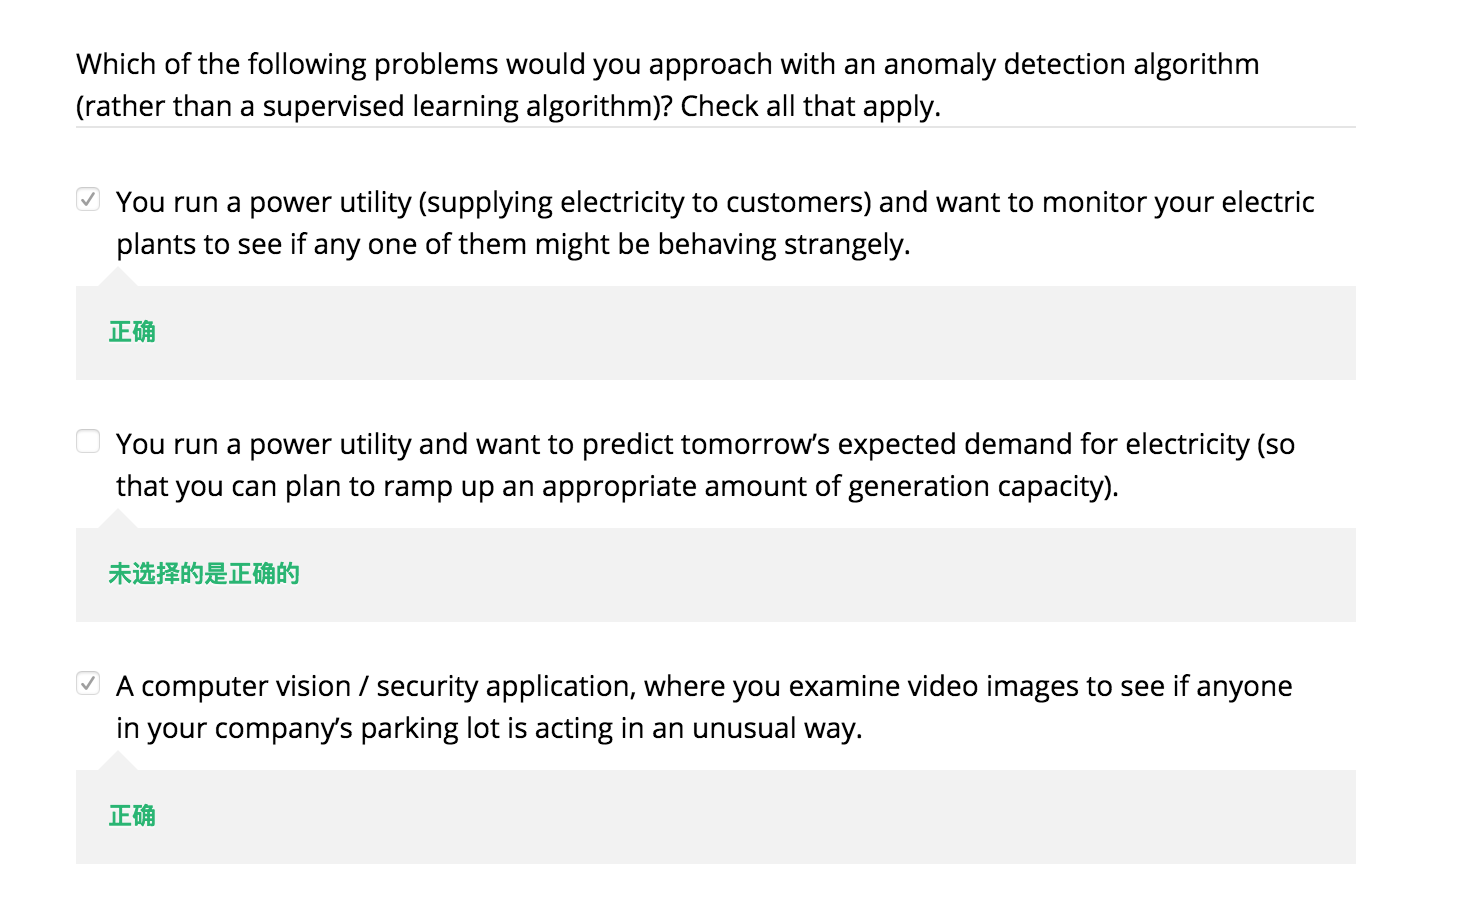 Which of the following problems would you approach with an anomaly detection algorithm
(rather than a supervised learning algorithm)? Check all that apply.
You run a power utility (supplying electricity to customers) and want to monitor your electric
plants to see if any one of them might be behaving strangely.
正确
You run a power utility and want to predict tomorrow’s expected demand for electricity (so
that you can plan to ramp up an appropriate amount of generation capacity).
未选择的是正确的
A computer vision / security application, where you examine video images to see if anyone
in your company’s parking lot is acting in an unusual way.
正确